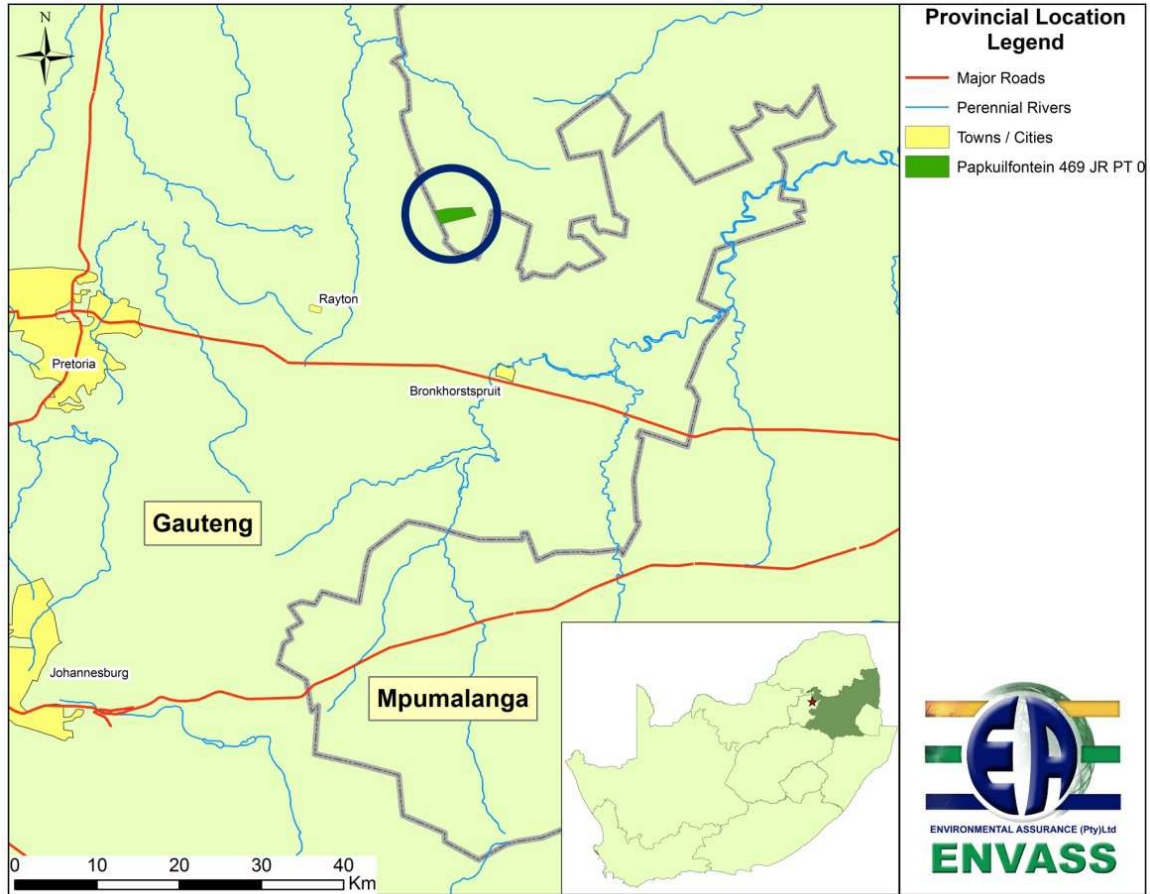 N
Rayton
Pretoria
Bronkhorstspruit
Gauteng
Johannesburg
Mpumalanga
0 10 20 30 40
Km
Provincial Location
Legend
Major Roads
Perennial Rivers
Towns / Cities
Papkuilfontein 469 JR PT 0
EA
ENVIRONMENTAL ASSURANCE (Pty)Ltd
ENVASS